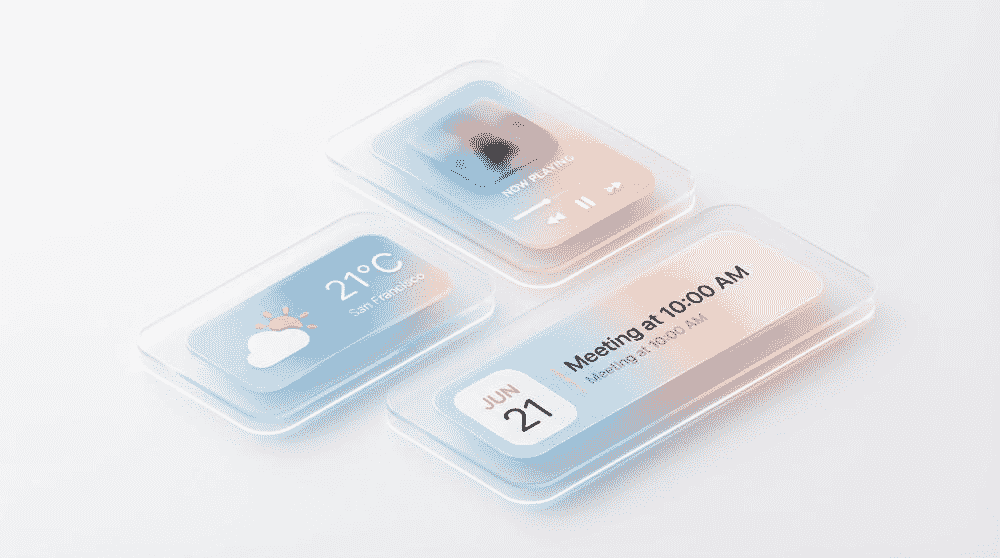 NOW PLAYING
21°C
San Francisco
Meeting at 10:00 AM
Meeting at 10:00 AM
JUN
21